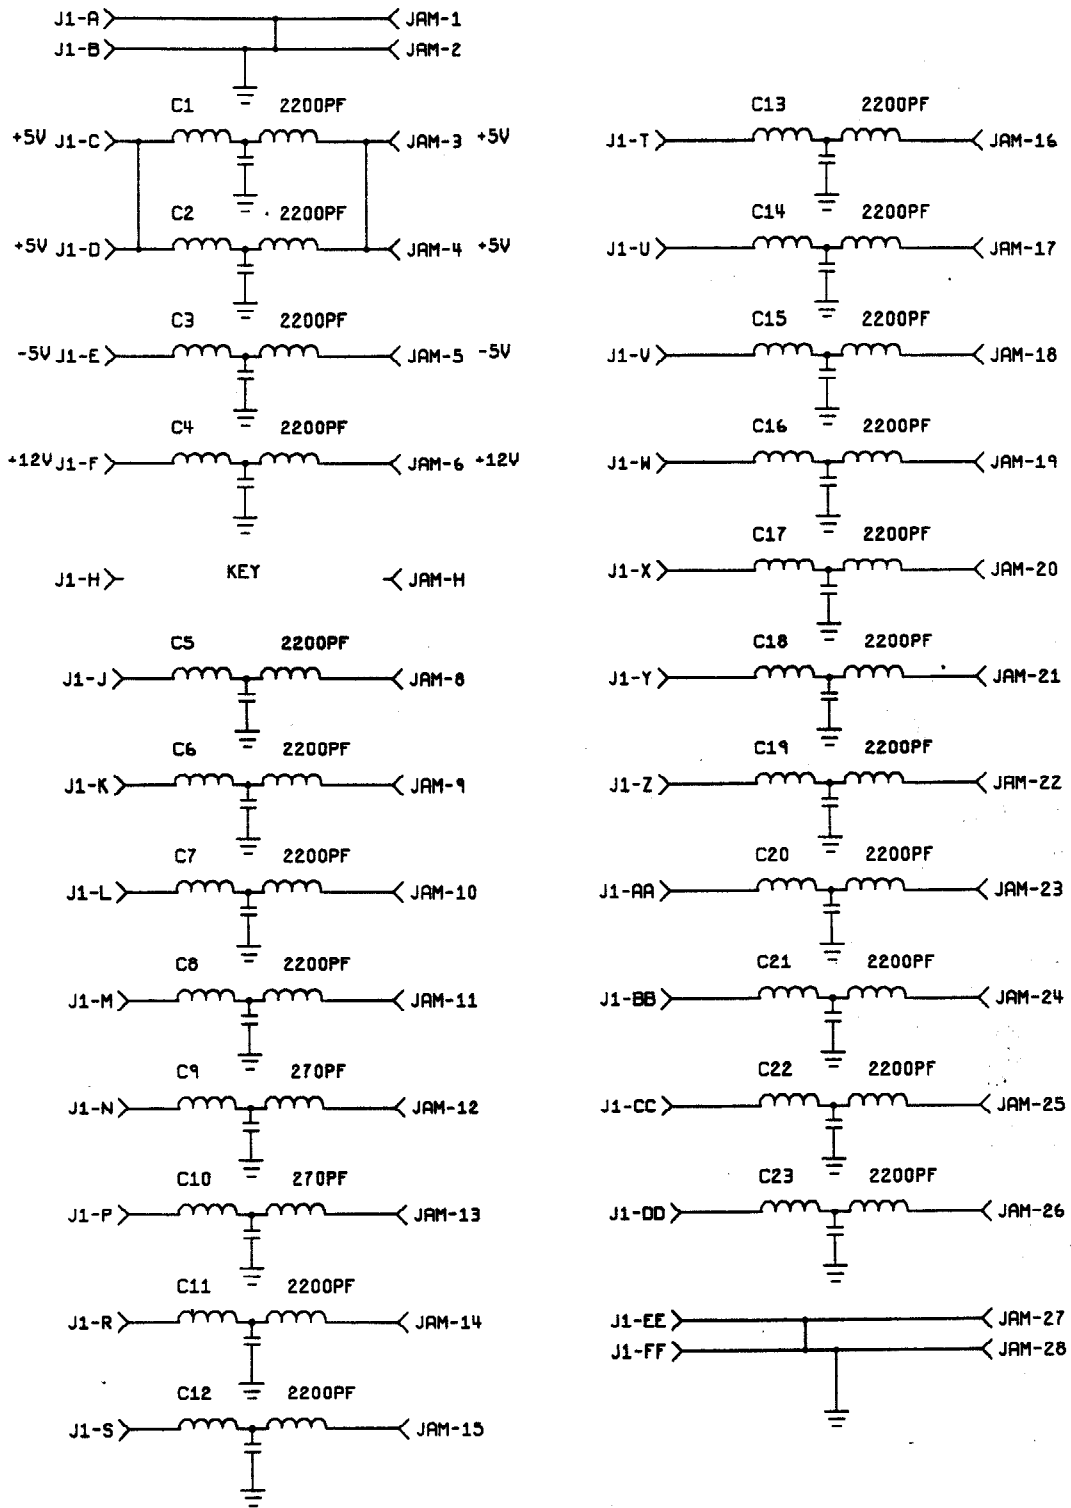 J1-A JAM-1
J1-B JAM-2
C1 2200PF
+5V J1-C JAM-3 +5V
C2 2200PF
+5V J1-D JAM-4 +5V
C3 2200PF
-5V J1-E JAM-5 -5V
C4 2200PF
+12V J1-F JAM-6 +12V
J1-H KEY JAM-H
C5 2200PF
J1-J JAM-8
C6 2200PF
J1-K JAM-9
C7 2200PF
J1-L JAM-10
C8 2200PF
J1-M JAM-11
C9 270PF
J1-N JAM-12
C10 270PF
J1-P JAM-13
C11 2200PF
J1-R JAM-14
C12 2200PF
J1-S JAM-15
C13 2200PF
J1-T JAM-16
C14 2200PF
J1-U JAM-17
C15 2200PF
J1-V JAM-18
C16 2200PF
J1-W JAM-19
C17 2200PF
J1-X JAM-20
C18 2200PF
J1-Y JAM-21
C19 2200PF
J1-Z JAM-22
C20 2200PF
J1-AA JAM-23
C21 2200PF
J1-BB JAM-24
C22 2200PF
J1-CC JAM-25
C23 2200PF
J1-DD JAM-26
J1-EE JAM-27
J1-FF JAM-28